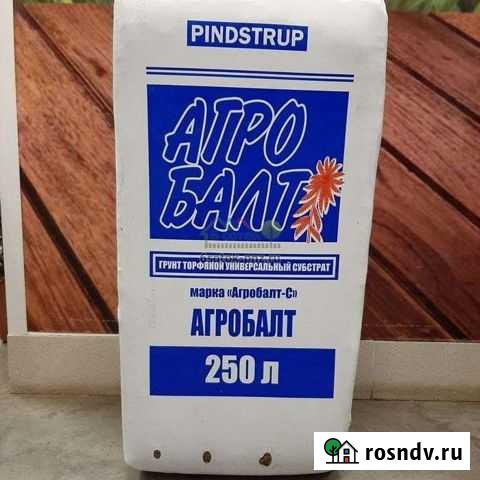 PINDSTRUP
АГРО
БАЛТ
ГРУНТ ТОРФЯНОЙ УНИВЕРСАЛЬНЫЙ СУБСТРАТ
марка «Агробалт-С»
АГРОБАЛТ
250 л
rosndv.ru